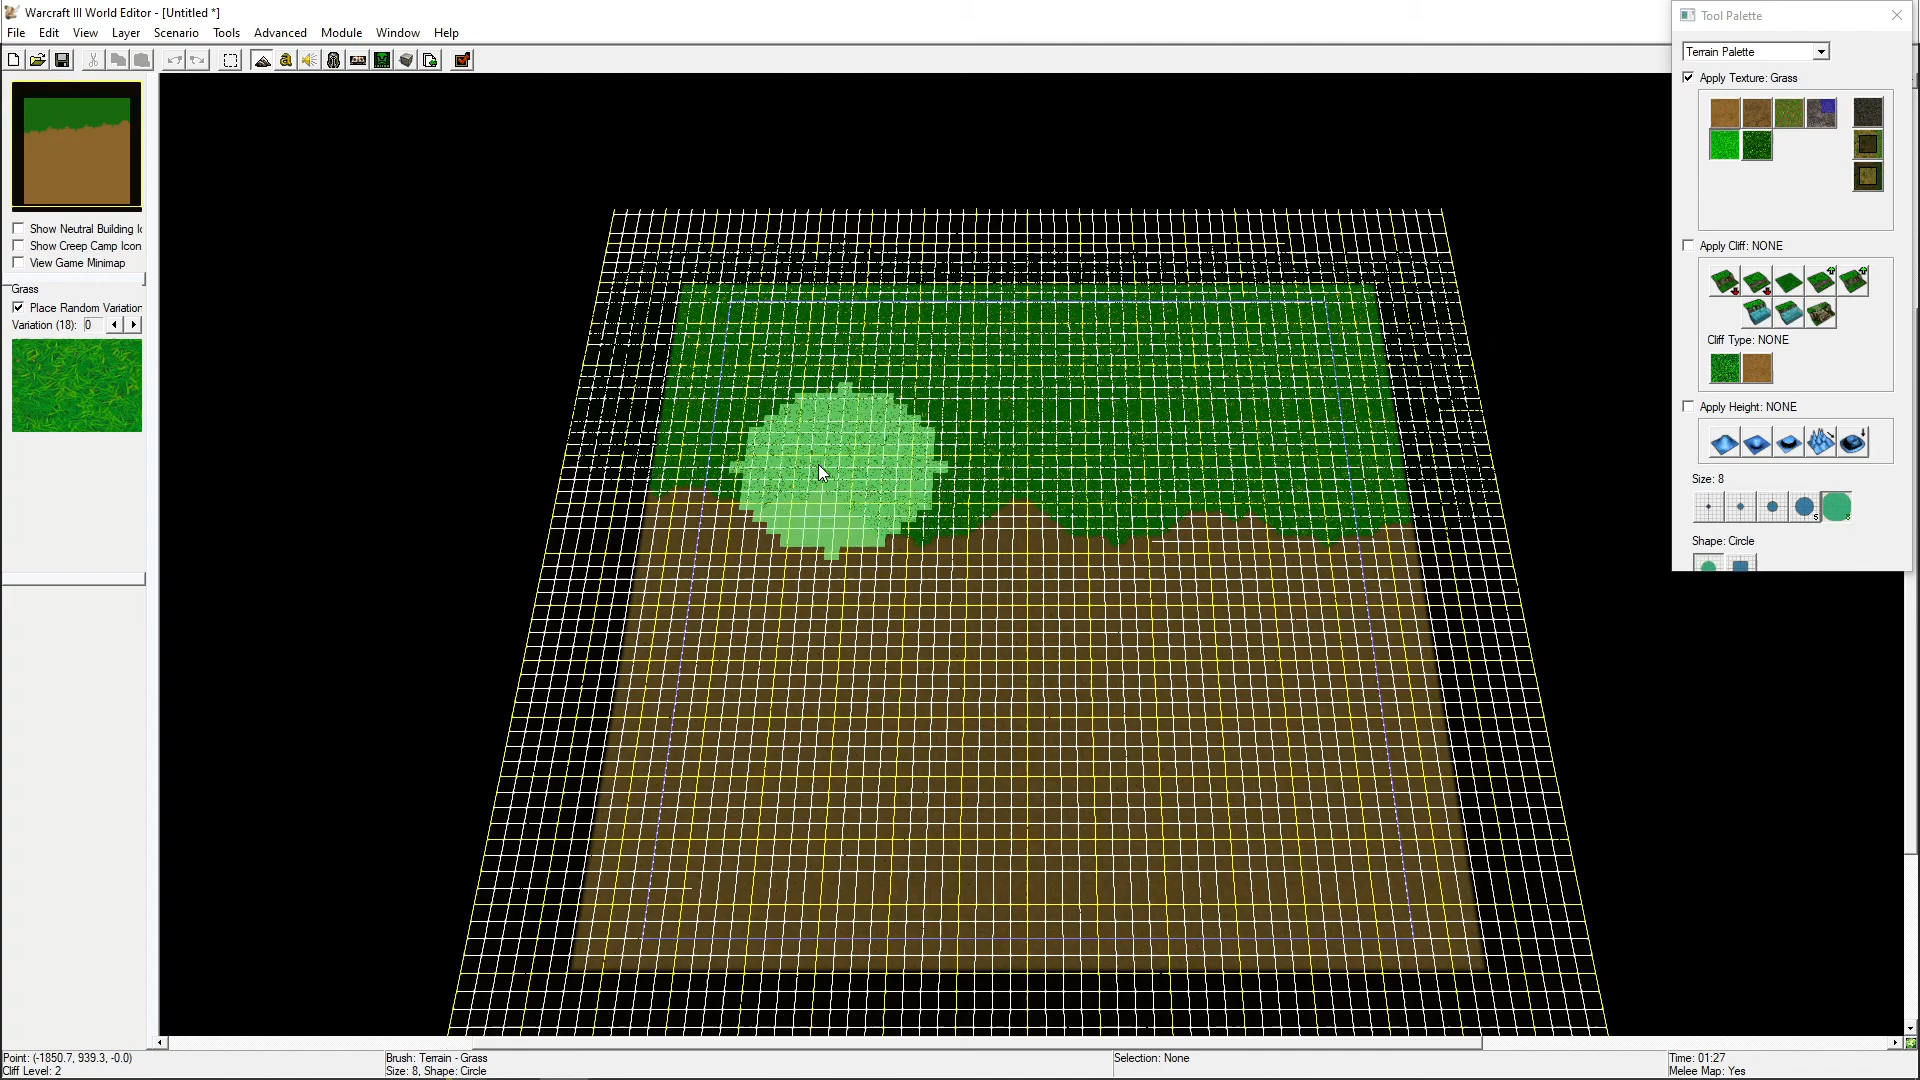 Warcraft III World Editor - [Untitled *]
File Edit View Layer Scenario Tools Advanced Module Window Help
Show Neutral Building I
Show Creep Camp Icon
View Game Minimap
Grass
Place Random Variation
Variation (18): 0
Tool Palette
Terrain Palette
Apply Texture: Grass
Apply Cliff: NONE
Cliff Type: NONE
Apply Height: NONE
Size: 8
5
8
Shape: Circle
Point: (-1850.7, 939.3, -0.0)
Cliff Level: 2
Brush: Terrain - Grass
Size: 8, Shape: Circle
Selection: None
Time: 01:27
Melee Map: Yes